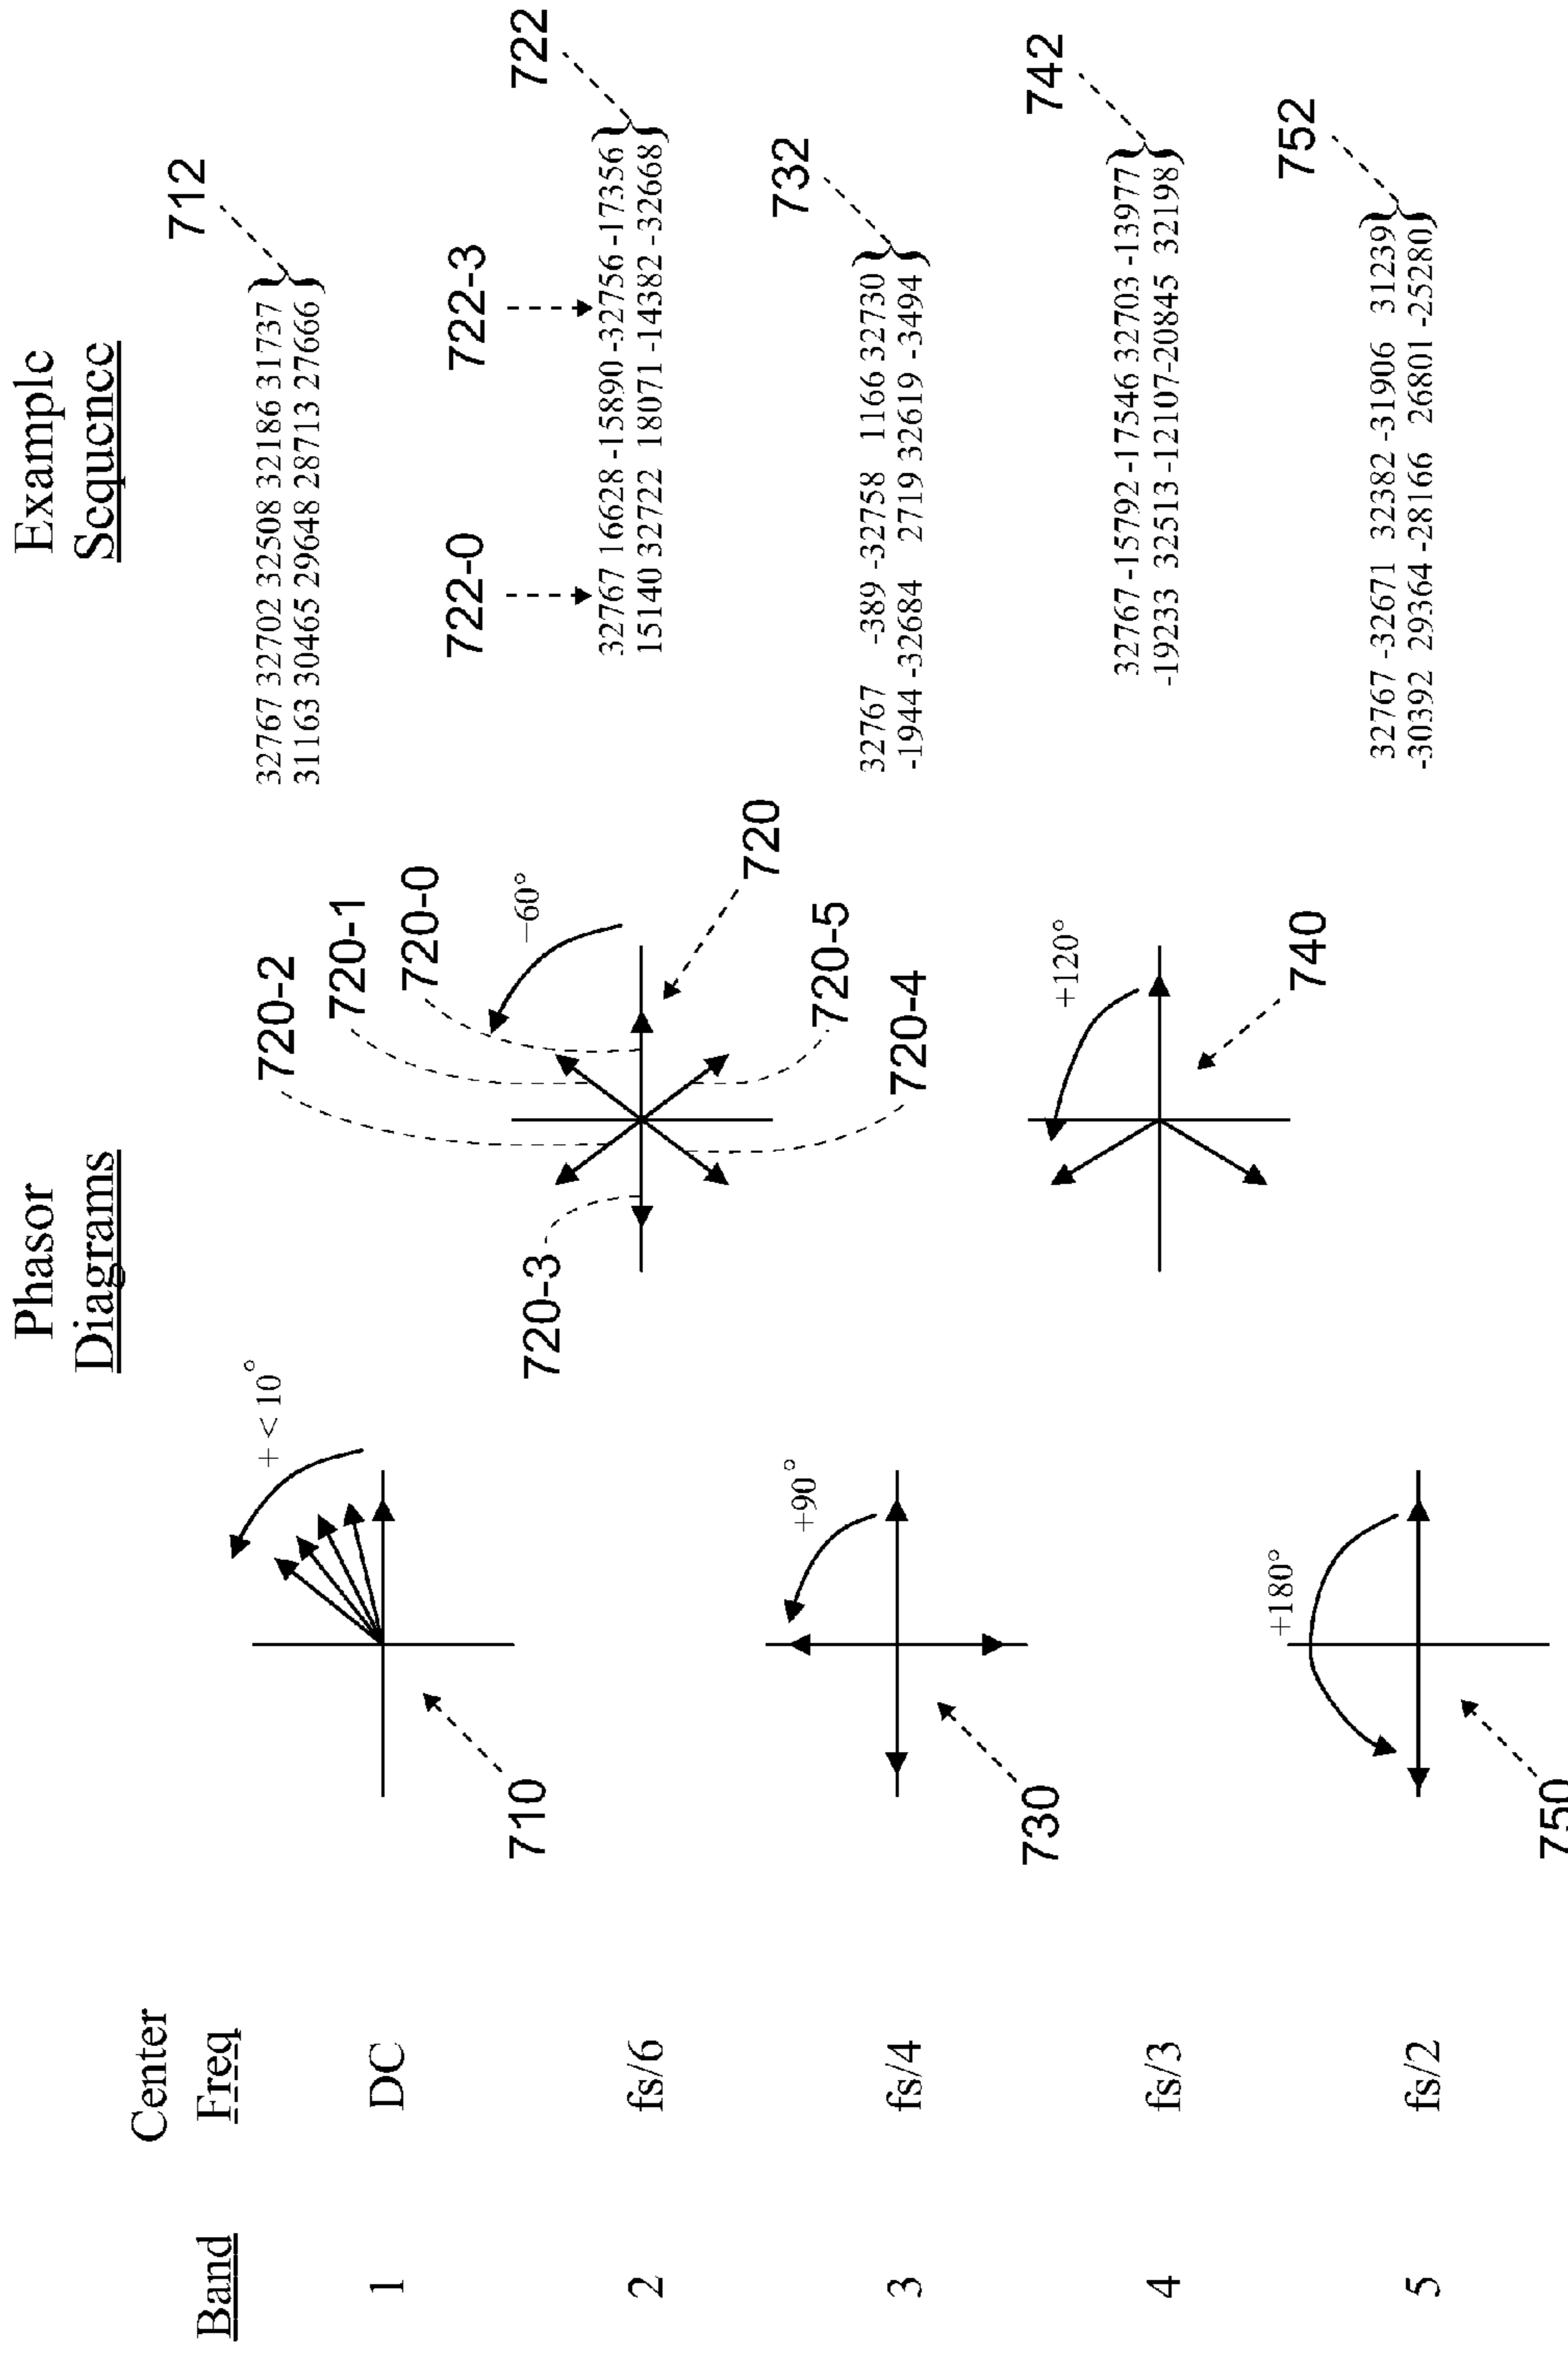 Center
Band Freq
Phasor
Diagrams
Example
Sequence
1 DC
+ < 10°
710
712
32767 32702 32508 32186 31737
31163 30465 29648 28713 27666
2 fs/6
720-2
720-1
720-0
720-3
−60°
720
720-5
720-4
722-0
722-3
722
32767 16628 -15890 -32756 -17356
15140 32722 18071 -14382 -32668
3 fs/4
+90°
730
732
32767 -389 -32758 1166 32730
-1944 -32684 2719 32619 -3494
4 fs/3
+120°
740
742
32767 -15792 -17546 32703 -13977
-19233 32513 -12107 -20845 32198
5 fs/2
+180°
750
752
32767 -32671 32382 -31906 31239
-30392 29364 -28166 26801 -25280